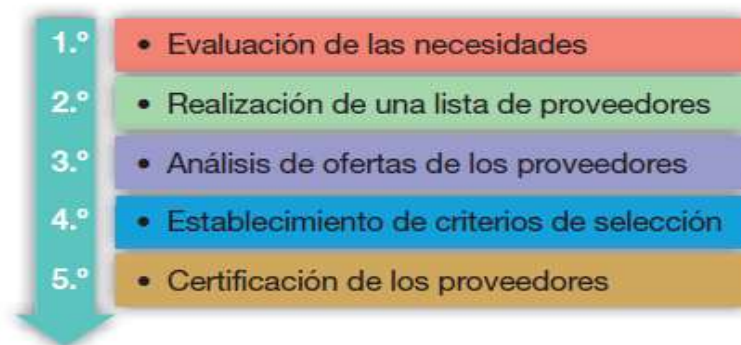 1.º • Evaluación de las necesidades
2.º • Realización de una lista de proveedores
3.º • Análisis de ofertas de los proveedores
4.º • Establecimiento de criterios de selección
5.º • Certificación de los proveedores